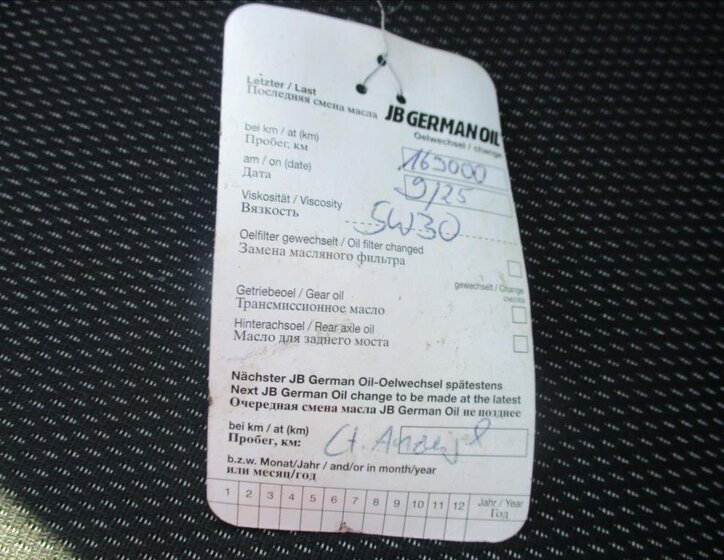 Letzter / Last
Последняя смена масла
JB GERMAN OIL
Oelwechsel / change
bei km / at (km)
Пробег, км
169000
am / on (date)
Дата
9/25
Viskosität / Viscosity
Вязкость
5W30
Oelfilter gewechselt / Oil filter changed
Замена масляного фильтра
gewechselt / Change
смена
Getriebeoel / Gear oil
Трансмиссионное масло
Hinterachsoel / Rear axle oil
Масло для заднего моста
Nächster JB German Oil-Oelwechsel spätestens
Next JB German Oil change to be made at the latest
Очередная смена масла JB German Oil не позднее
bei km / at (km)
Пробег, км:
b.z.w. Monat/Jahr / and/or in month/year
или месяц/год
1 2 3 4 5 6 7 8 9 10 11 12 Jahr / Year
Год